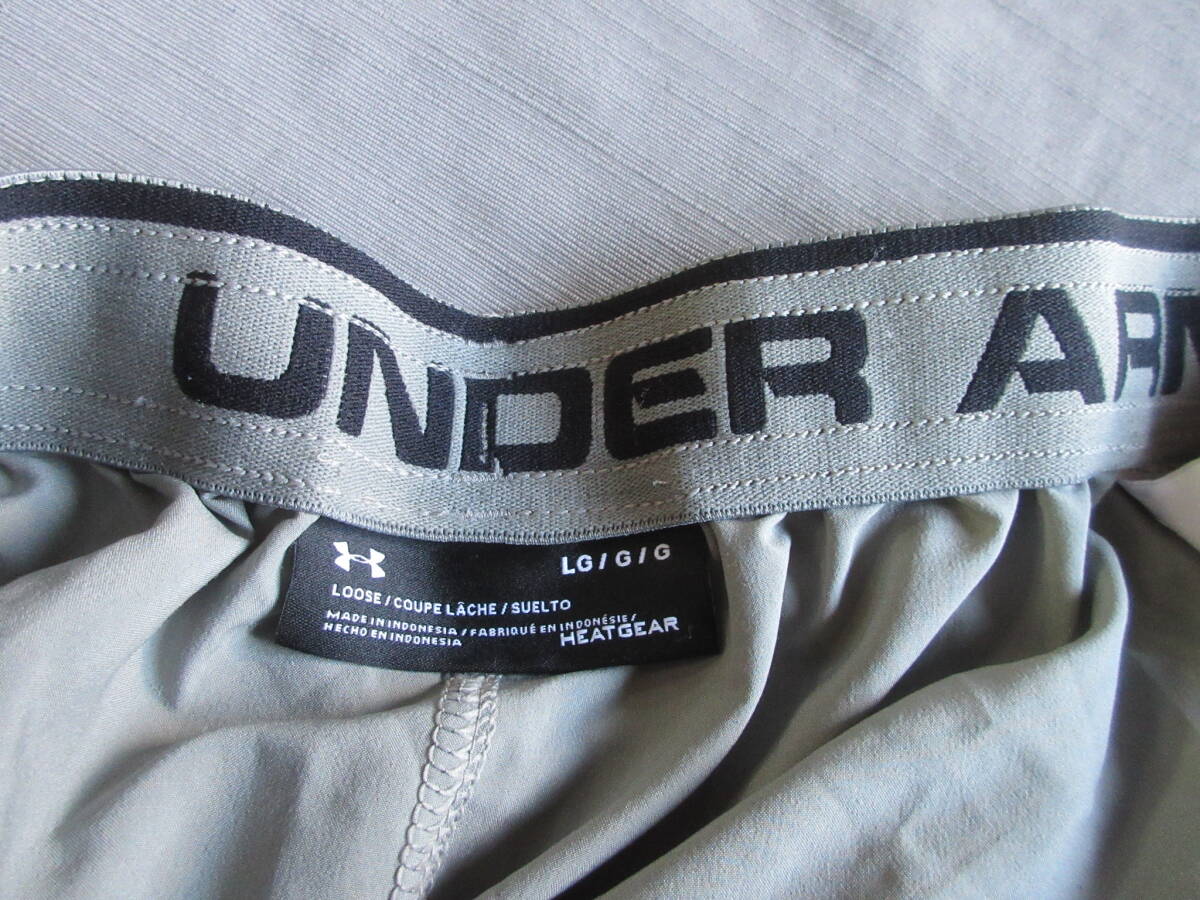 UNDER AR
LG / G / G
LOOSE / COUPE LÂCHE / SUELTO
MADE IN INDONESIA / FABRIQUÉ EN INDONÉSIE /
HECHO EN INDONESIA
HEATGEAR